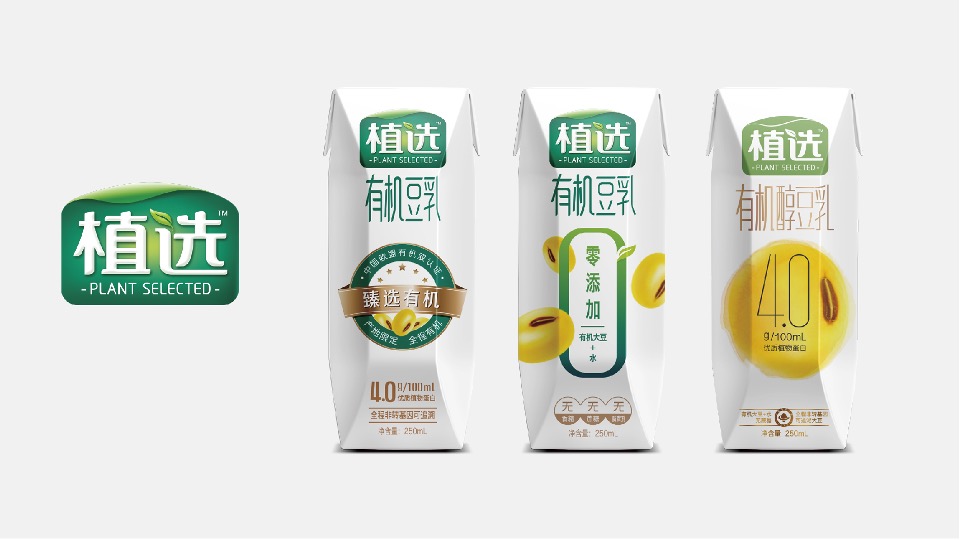 植选
TM
- PLANT SELECTED -
植选
- PLANT SELECTED -
有机豆乳
中国欧盟有机双认证
臻选有机
产地限定 全程有机
4.0 g/100mL
优质植物蛋白
全程非转基因可追溯
净含量：250mL
植选
- PLANT SELECTED -
有机豆乳
零添加
有机大豆
+
水
无 无 无
净含量：250mL
植选
PLANT SELECTED
有机醇豆乳
4.0
g/100mL
优质植物蛋白
净含量：250mL